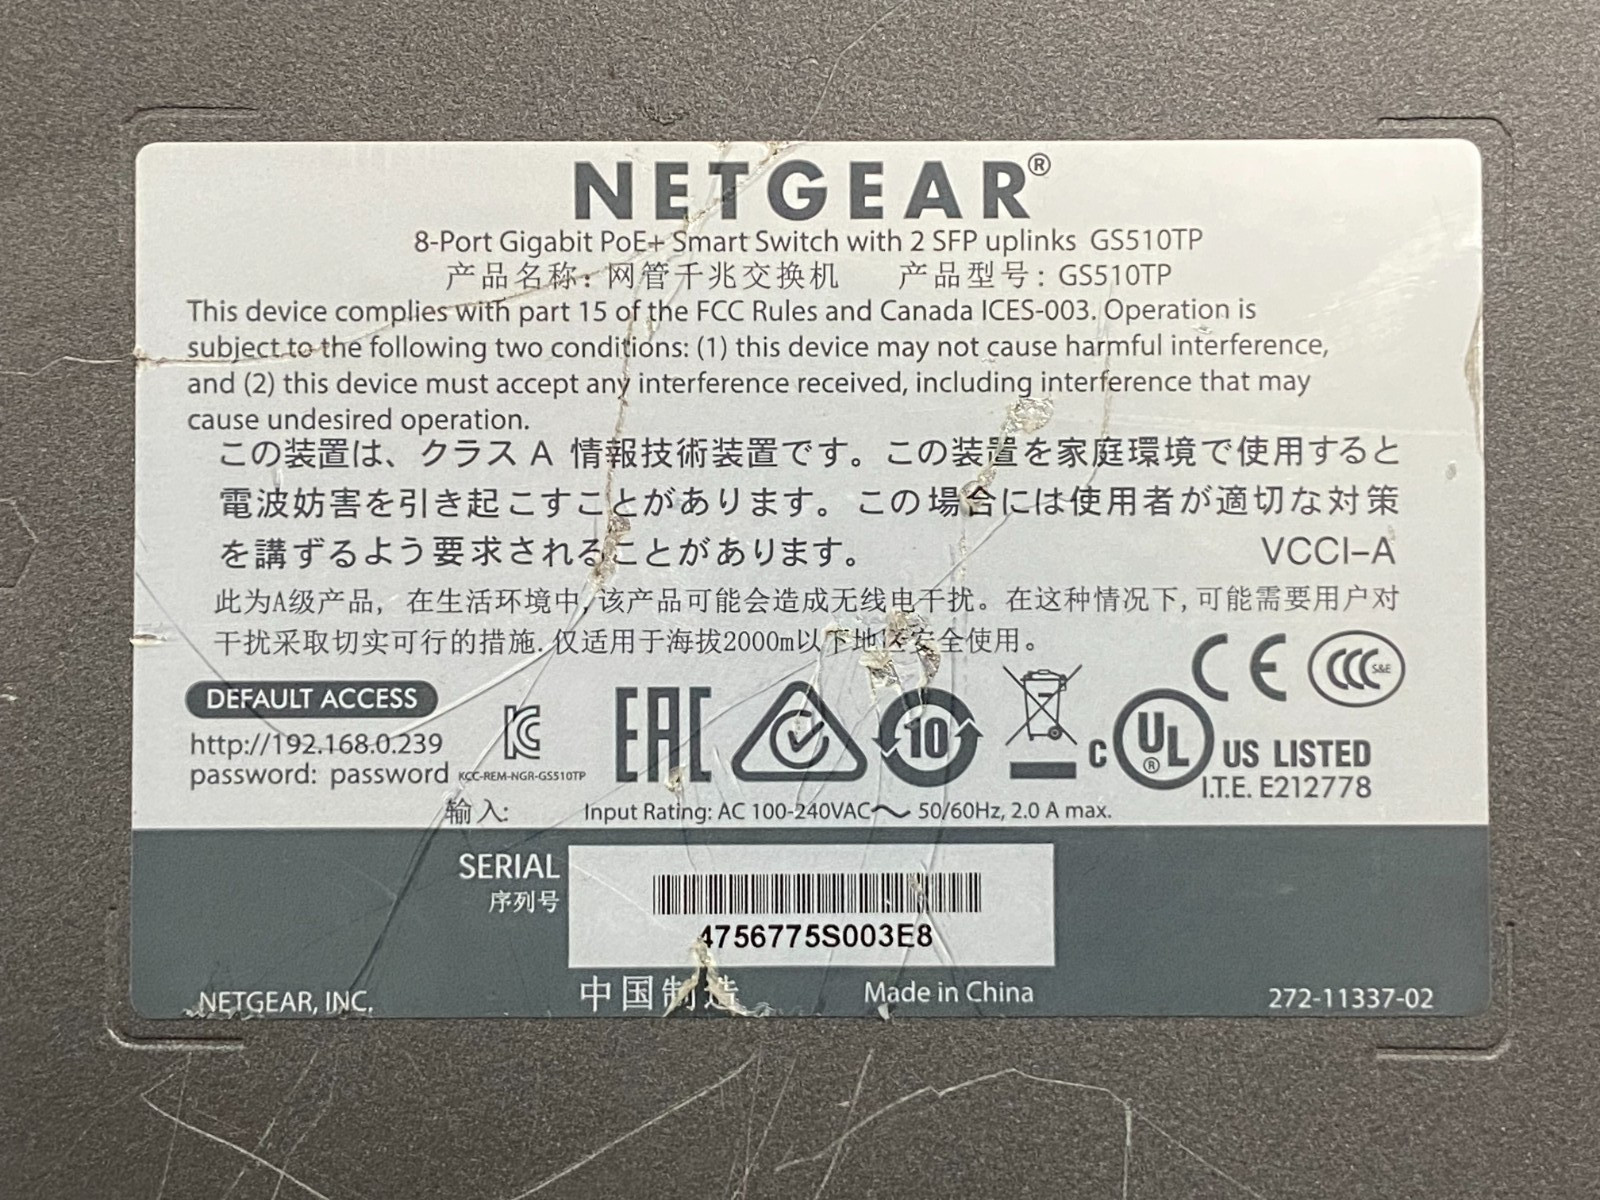 NETGEAR®
8-Port Gigabit PoE+ Smart Switch with 2 SFP uplinks GS510TP
产品名称: 网管千兆交换机 产品型号: GS510TP
This device complies with part 15 of the FCC Rules and Canada ICES-003. Operation is
subject to the following two conditions: (1) this device may not cause harmful interference,
and (2) this device must accept any interference received, including interference that may
cause undesired operation.
この装置は、クラス A 情報技術装置です。この装置を家庭環境で使用すると
電波妨害を引き起こすことがあります。この場合には使用者が適切な対策
を講ずるよう要求されることがあります。 VCCI-A
此为A级产品, 在生活环境中,该产品可能会造成无线电干扰。在这种情况下,可能需要用户对
干扰采取切实可行的措施.仅适用于海拔2000m以下地区安全使用。
CE CCC S&E
DEFAULT ACCESS
http://192.168.0.239
password: password
KCC-REM-NGR-GS510TP
EAC
10
C UL® US LISTED
I.T.E. E212778
输入: Input Rating: AC 100-240VAC～ 50/60Hz, 2.0 A max.
SERIAL
序列号
4756775S003E8
NETGEAR, INC. 中国制造 Made in China 272-11337-02